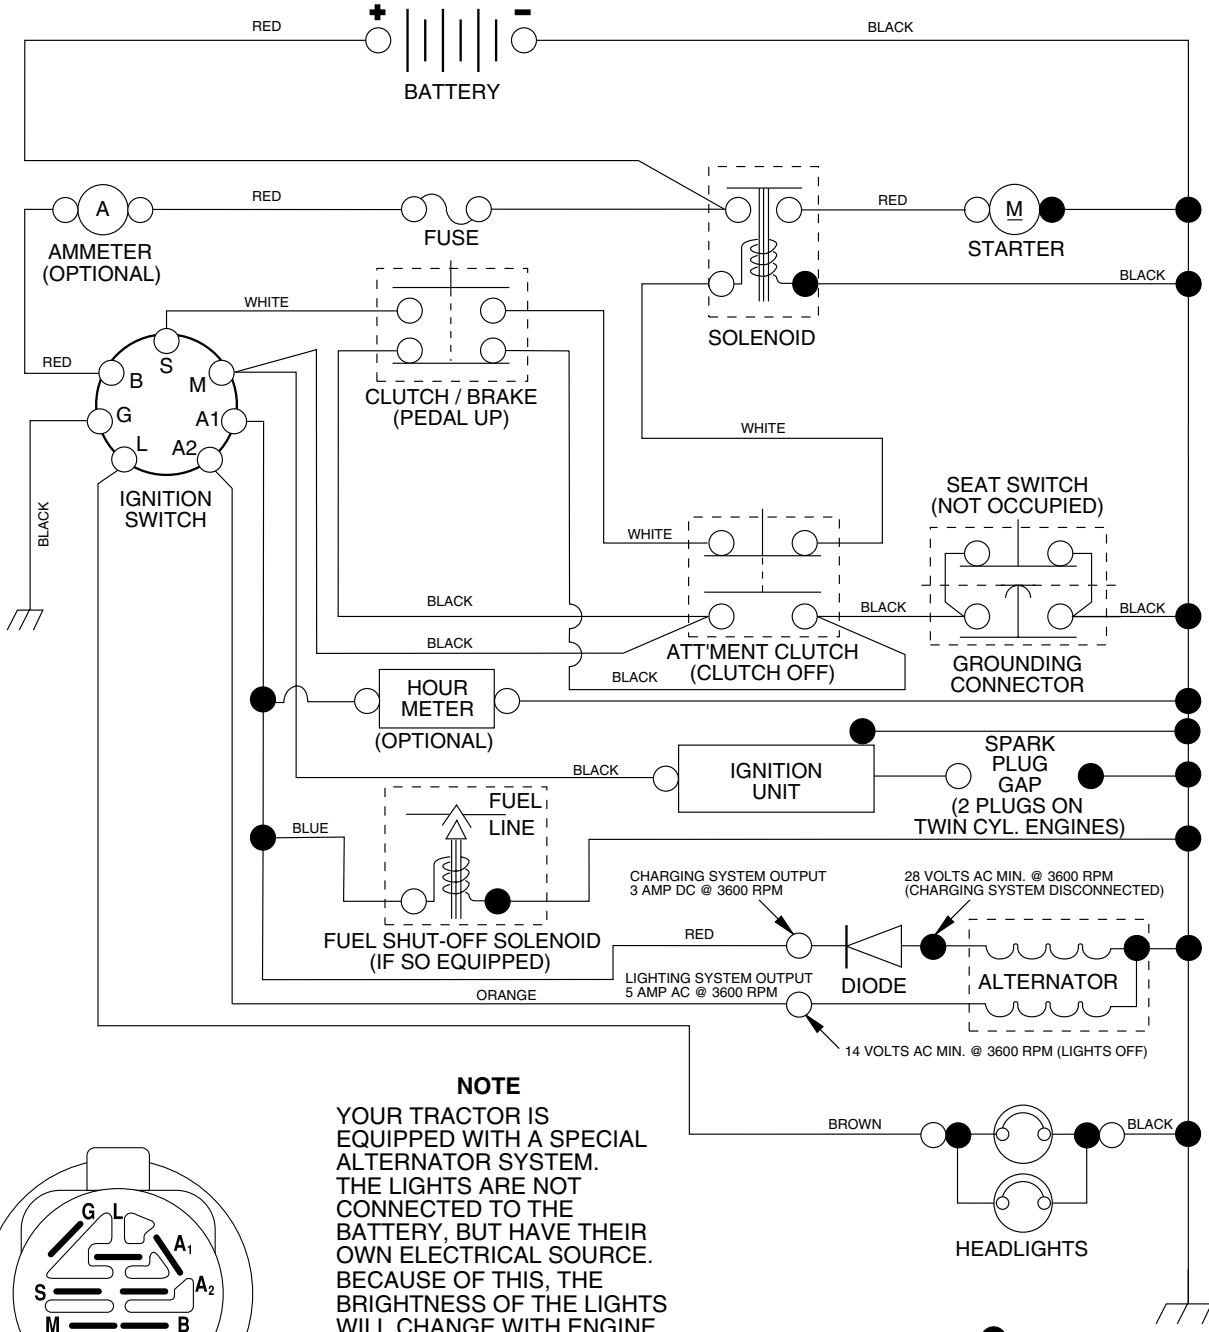 + −
RED
BLACK
BATTERY
A
RED
FUSE
RED
M
STARTER
AMMETER
(OPTIONAL)
BLACK
WHITE
SOLENOID
RED
S
B
M
G
A1
L
A2
CLUTCH / BRAKE
(PEDAL UP)
WHITE
IGNITION
SWITCH
BLACK
SEAT SWITCH
(NOT OCCUPIED)
WHITE
BLACK
BLACK
BLACK
BLACK
ATT'MENT CLUTCH
(CLUTCH OFF)
BLACK
GROUNDING
CONNECTOR
HOUR
METER
(OPTIONAL)
BLACK
IGNITION
UNIT
SPARK
PLUG
GAP
(2 PLUGS ON
TWIN CYL. ENGINES)
FUEL
LINE
BLUE
CHARGING SYSTEM OUTPUT
3 AMP DC @ 3600 RPM
28 VOLTS AC MIN. @ 3600 RPM
(CHARGING SYSTEM DISCONNECTED)
FUEL SHUT-OFF SOLENOID
(IF SO EQUIPPED)
RED
DIODE
ALTERNATOR
LIGHTING SYSTEM OUTPUT
5 AMP AC @ 3600 RPM
ORANGE
14 VOLTS AC MIN. @ 3600 RPM (LIGHTS OFF)
NOTE
YOUR TRACTOR IS
EQUIPPED WITH A SPECIAL
ALTERNATOR SYSTEM.
THE LIGHTS ARE NOT
CONNECTED TO THE
BATTERY, BUT HAVE THEIR
OWN ELECTRICAL SOURCE.
BECAUSE OF THIS, THE
BRIGHTNESS OF THE LIGHTS
WILL CHANGE WITH ENGINE
BROWN
BLACK
HEADLIGHTS
G L
A1
A2
S
M B